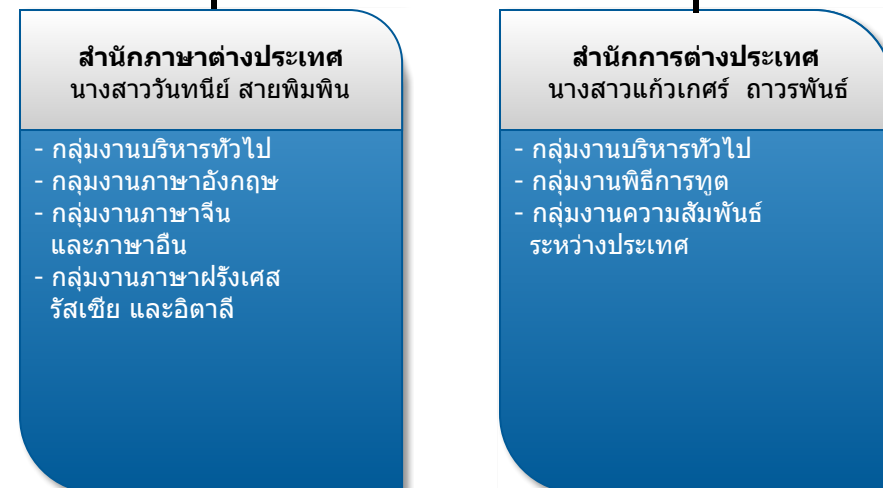 สำนักภาษาต่างประเทศ
นางสาววันทนีย์ สายพิมพิน
- กลุ่มงานบริหารทั่วไป
- กลุมงานภาษาอังกฤษ
- กลุ่มงานภาษาจีน
และภาษาอื่น
- กลุ่มงานภาษาฝรั่งเศส
รัสเซีย และอิตาลี
สำนักการต่างประเทศ
นางสาวแก้วเกศร์ ถาวรพันธ์
- กลุ่มงานบริหารทั่วไป
- กลุ่มงานพิธีการทูต
- กลุ่มงานความสัมพันธ์
ระหว่างประเทศ